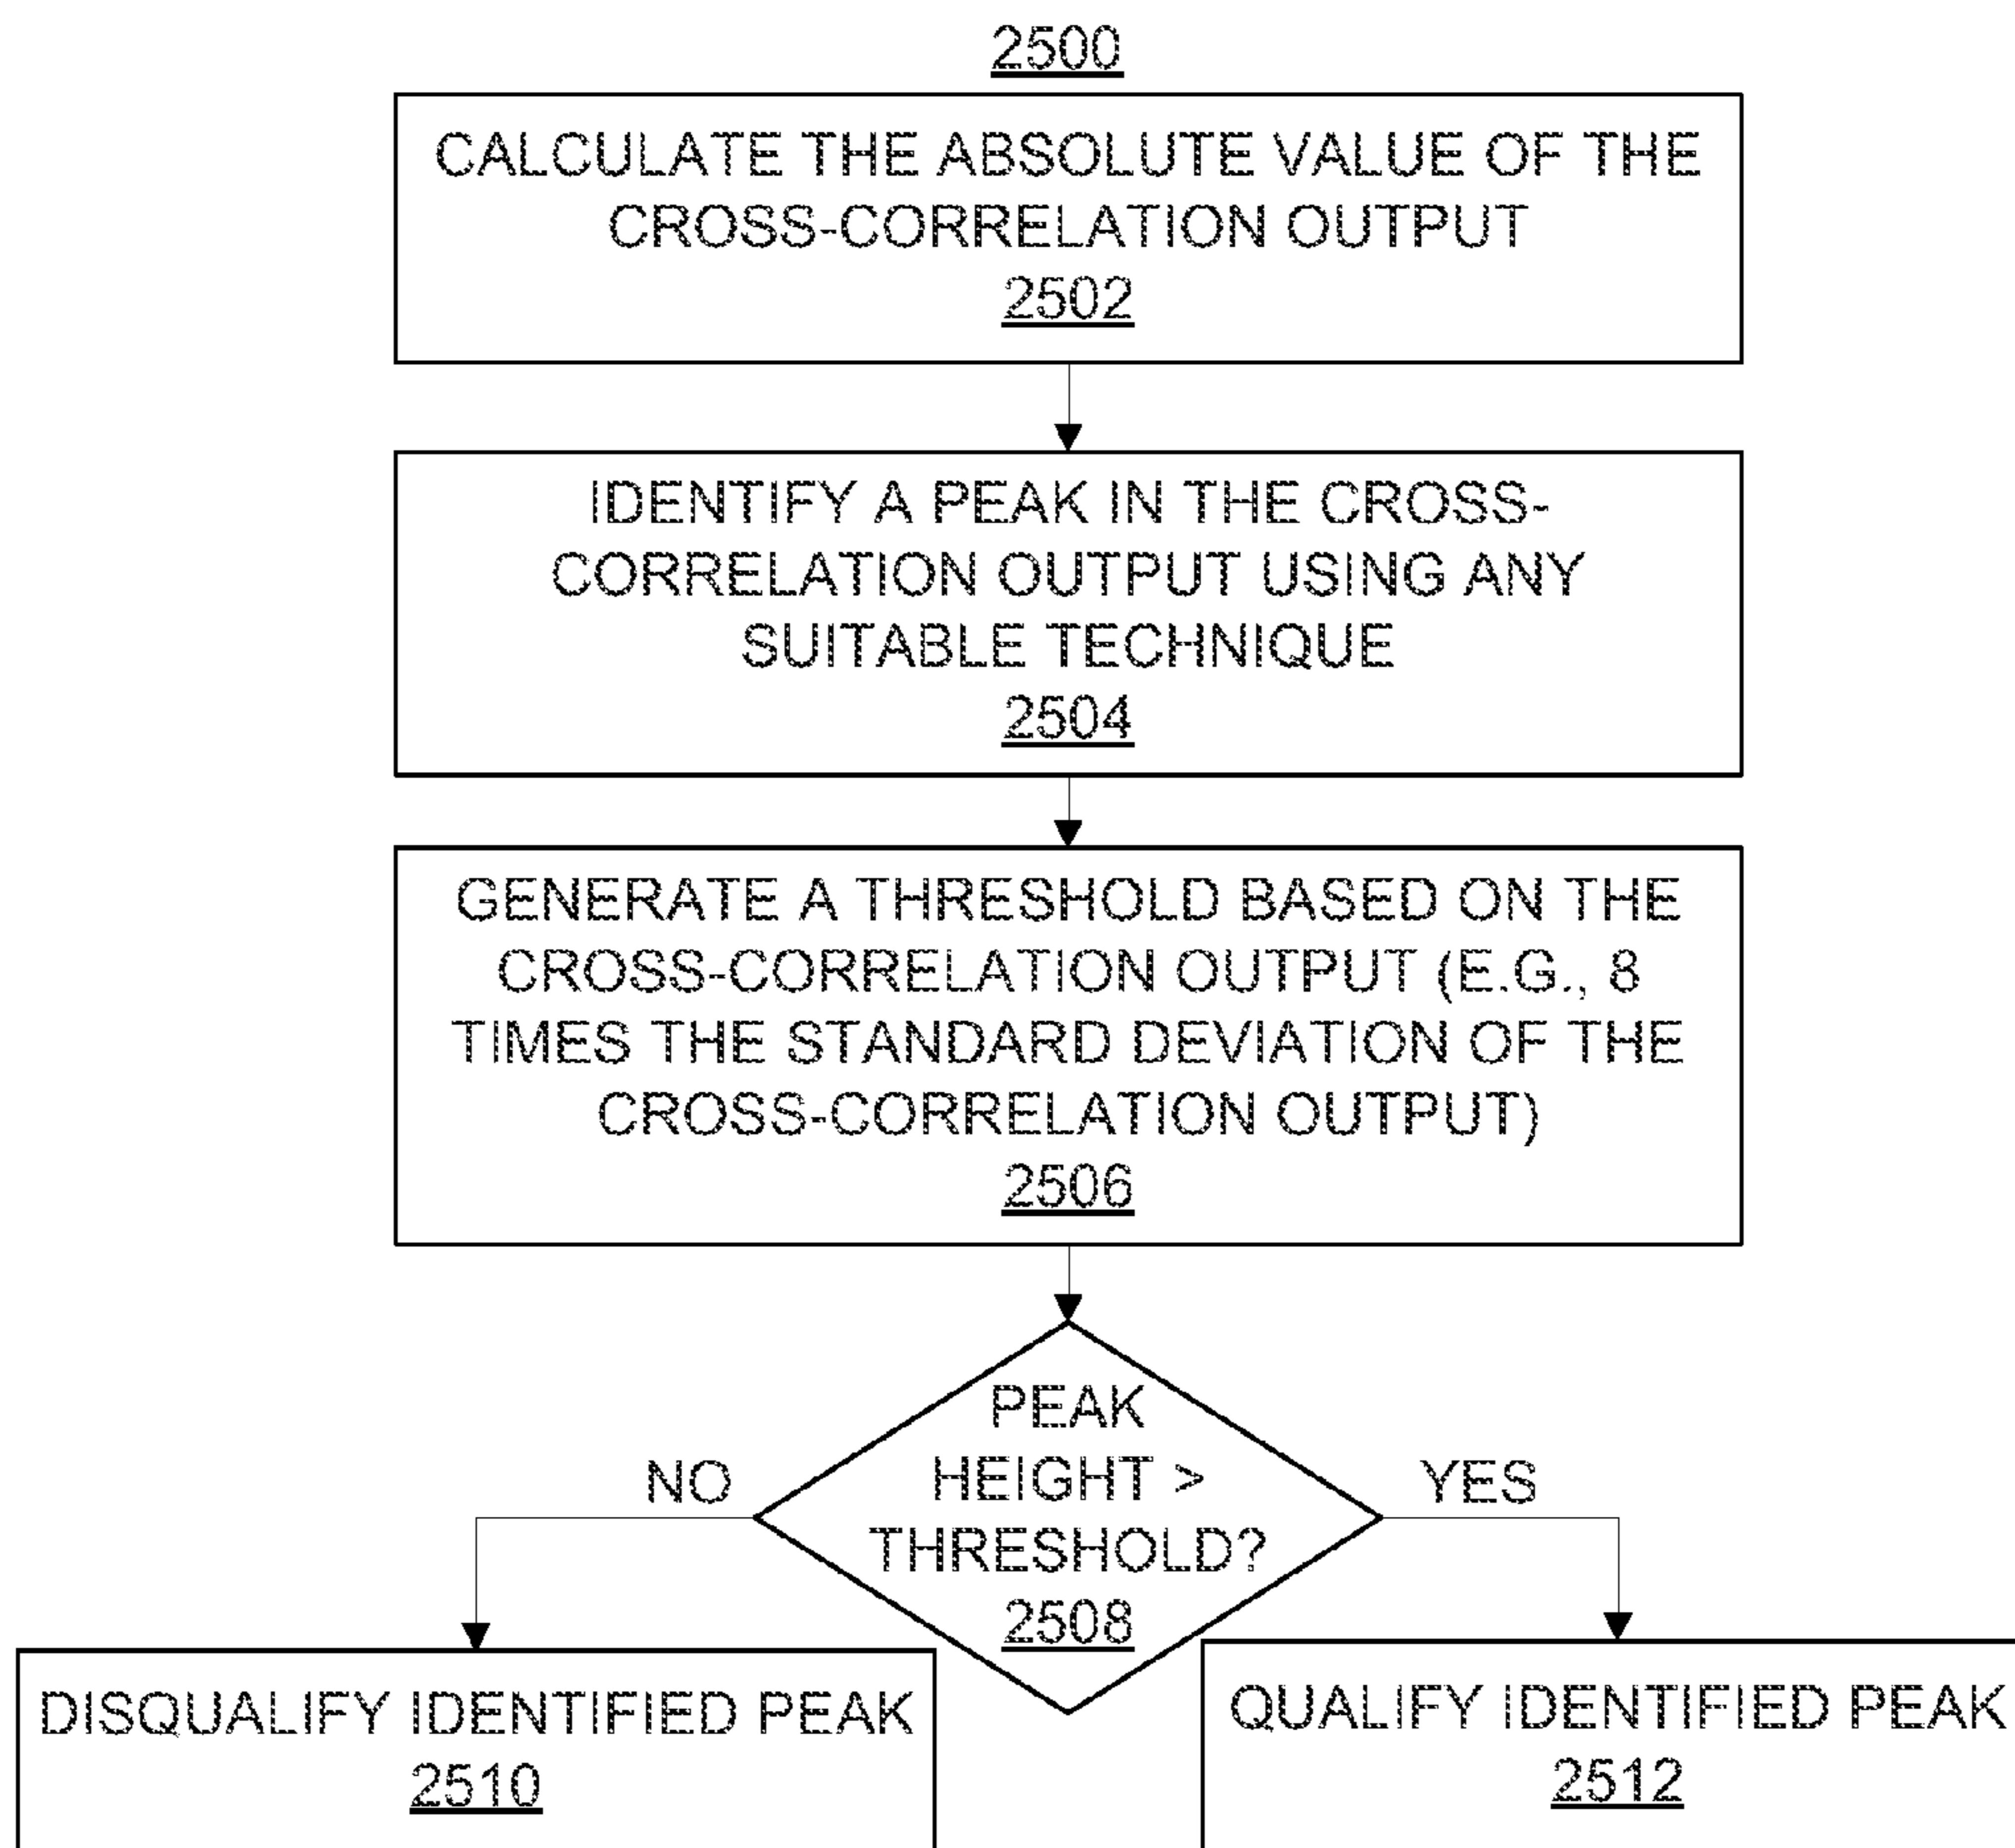 2500
CALCULATE THE ABSOLUTE VALUE OF THE
CROSS-CORRELATION OUTPUT
2502
IDENTIFY A PEAK IN THE CROSS-
CORRELATION OUTPUT USING ANY
SUITABLE TECHNIQUE
2504
GENERATE A THRESHOLD BASED ON THE
CROSS-CORRELATION OUTPUT (E.G., 8
TIMES THE STANDARD DEVIATION OF THE
CROSS-CORRELATION OUTPUT)
2506
PEAK
HEIGHT >
THRESHOLD?
2508
NO
YES
DISQUALIFY IDENTIFIED PEAK
2510
QUALIFY IDENTIFIED PEAK
2512